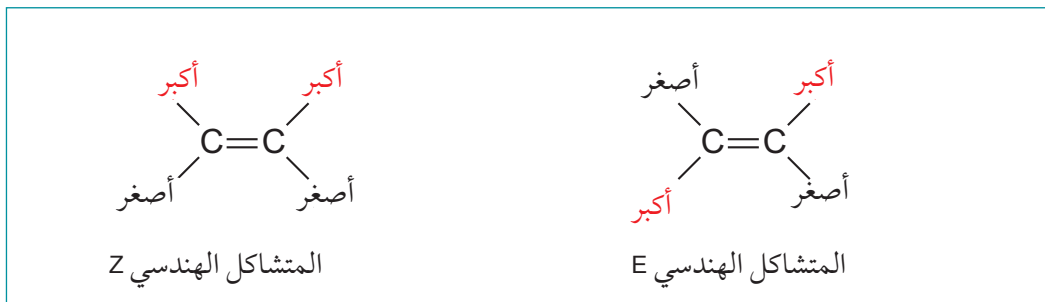 أكبر أكبر
C=C
أصغر أصغر
المتشاكل الهندسي Z
أصغر أكبر
C=C
أكبر أصغر
المتشاكل الهندسي E